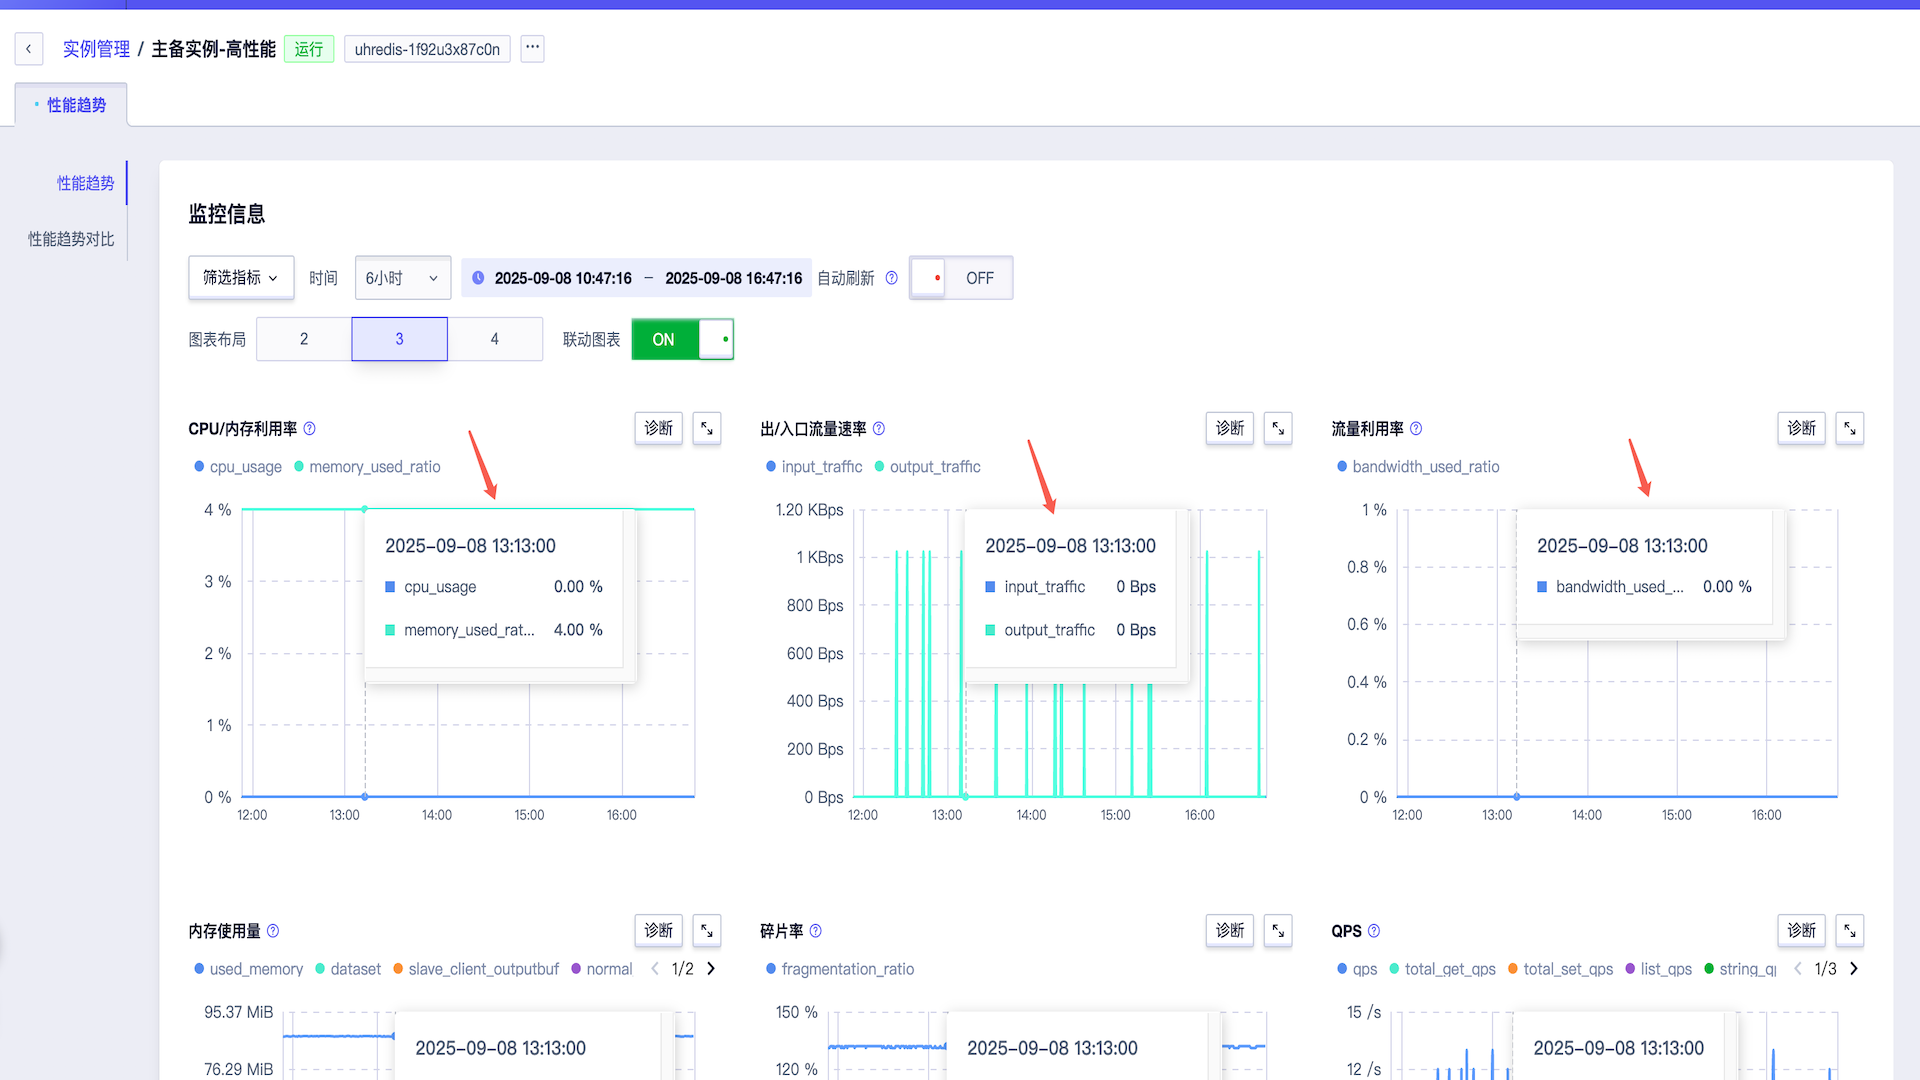 实例管理 / 主备实例-高性能 运行 uhredis-1f92u3x87c0n ...
性能趋势
性能趋势
性能趋势对比
监控信息
筛选指标 时间 6小时 2025-09-08 10:47:16 – 2025-09-08 16:47:16 自动刷新 OFF
图表布局 2 3 4 联动图表 ON
CPU/内存利用率 诊断
cpu_usage memory_used_ratio
4 %
3 %
2 %
1 %
0 %
12:00 13:00 14:00 15:00 16:00
2025-09-08 13:13:00
cpu_usage 0.00 %
memory_used_rat... 4.00 %
出/入口流量速率 诊断
input_traffic output_traffic
1.20 KBps
1 KBps
800 Bps
600 Bps
400 Bps
200 Bps
0 Bps
12:00 13:00 14:00 15:00 16:00
2025-09-08 13:13:00
input_traffic 0 Bps
output_traffic 0 Bps
流量利用率 诊断
bandwidth_used_ratio
1 %
0.8 %
0.6 %
0.4 %
0.2 %
0 %
12:00 13:00 14:00 15:00 16:00
2025-09-08 13:13:00
bandwidth_used_... 0.00 %
内存使用量 诊断
used_memory dataset slave_client_outputbuf normal 1/2
95.37 MiB
76.29 MiB
2025-09-08 13:13:00
碎片率 诊断
fragmentation_ratio
150 %
120 %
2025-09-08 13:13:00
QPS 诊断
qps total_get_qps total_set_qps list_qps string_q 1/3
15 /s
12 /s
2025-09-08 13:13:00